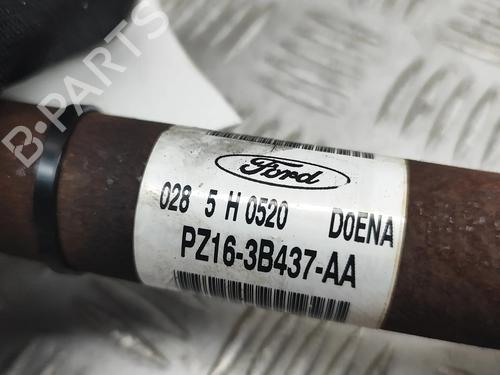 B-PARTS
Ford
028 5 H 0520 D0ENA
PZ16-3B437-AA